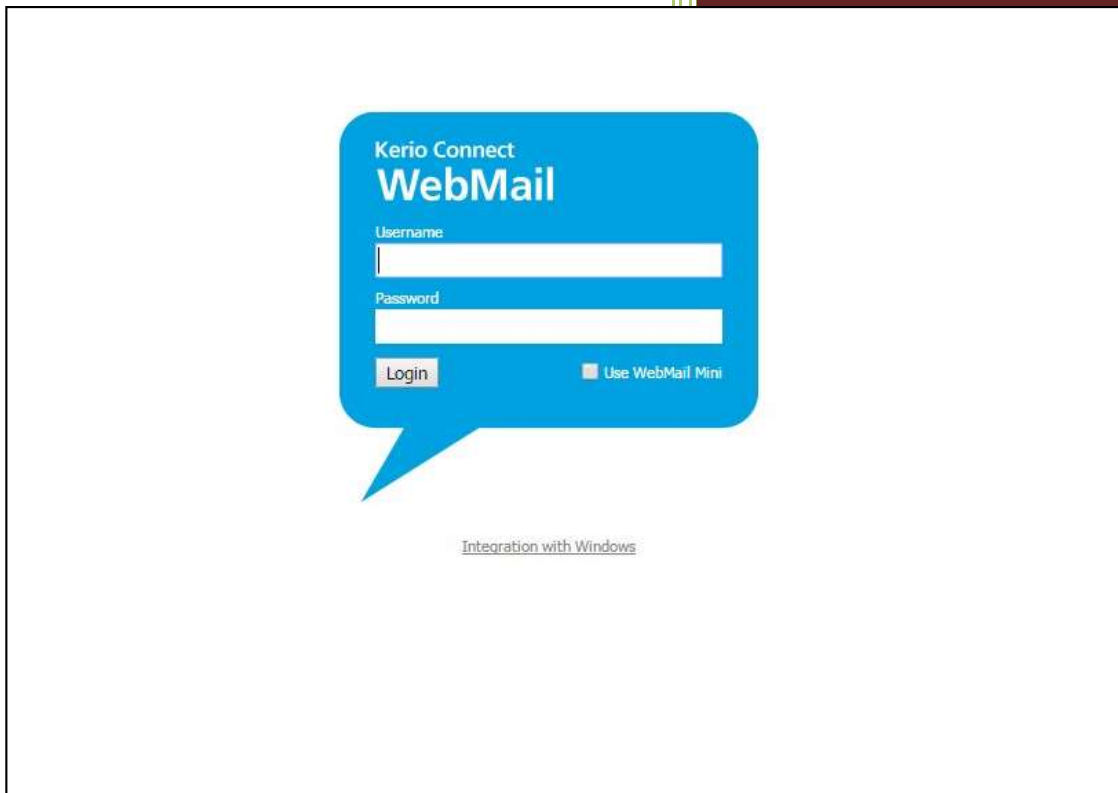 Kerio Connect
WebMail
Username
Password
Login
Use WebMail Mini
Integration with Windows